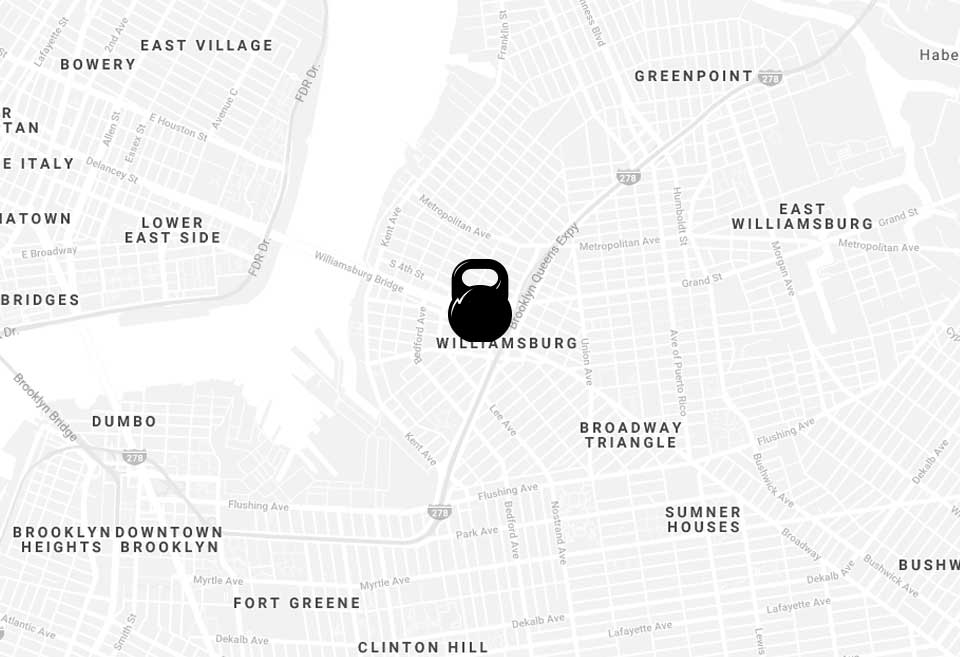 Lafayette St
2nd Ave
EAST VILLAGE
BOWERY
Franklin St
Habe
GREENPOINT
278
FDR Dr.
Avenue C
E Houston St
Allen St
Essex St
R
TAN
E ITALY
Delancey St
278
Humboldt St
Metropolitan Ave
Kent Ave
EAST
WILLIAMSBURG
Grand St
IATOWN
LOWER
EAST SIDE
E Broadway
FDR Dr.
Williamsburg Bridge
S 4th St
Brooklyn Queens Expy
Metropolitan Ave
Metropolitan Ave
Morgan Ave
Grand St
BRIDGES
Dr.
Bedford Ave
WILLIAMSBURG
Union Ave
Ave of Puerto Rico
Brooklyn Bridge
DUMBO
Lee Ave
Kent Ave
BROADWAY
TRIANGLE
Flushing Ave
Dekalb Ave
278
Bushwick Ave
Flushing Ave
Flushing Ave
278
Bedford Ave
Nostrand Ave
Park Ave
SUMNER
HOUSES
Broadway
BROOKLYN
HEIGHTS
DOWNTOWN
BROOKLYN
BUSHW
Bushwick Ave
Dekalb Ave
Myrtle Ave
Myrtle Ave
FORT GREENE
Lafayette Ave
Dekalb Ave
Lafayette Ave
Atlantic Ave
Smith St
Dekalb Ave
CLINTON HILL
Lewis